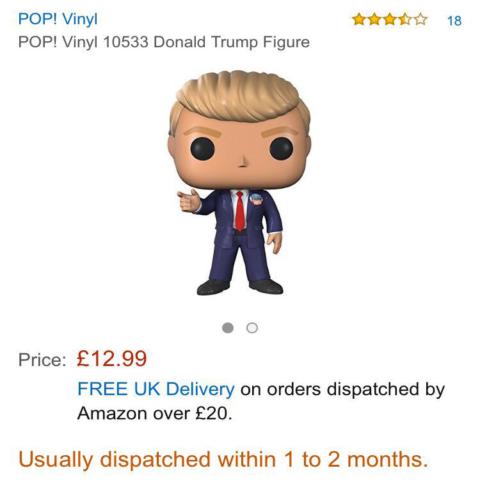 POP! Vinyl 18
POP! Vinyl 10533 Donald Trump Figure
Price: £12.99
FREE UK Delivery on orders dispatched by
Amazon over £20.
Usually dispatched within 1 to 2 months.